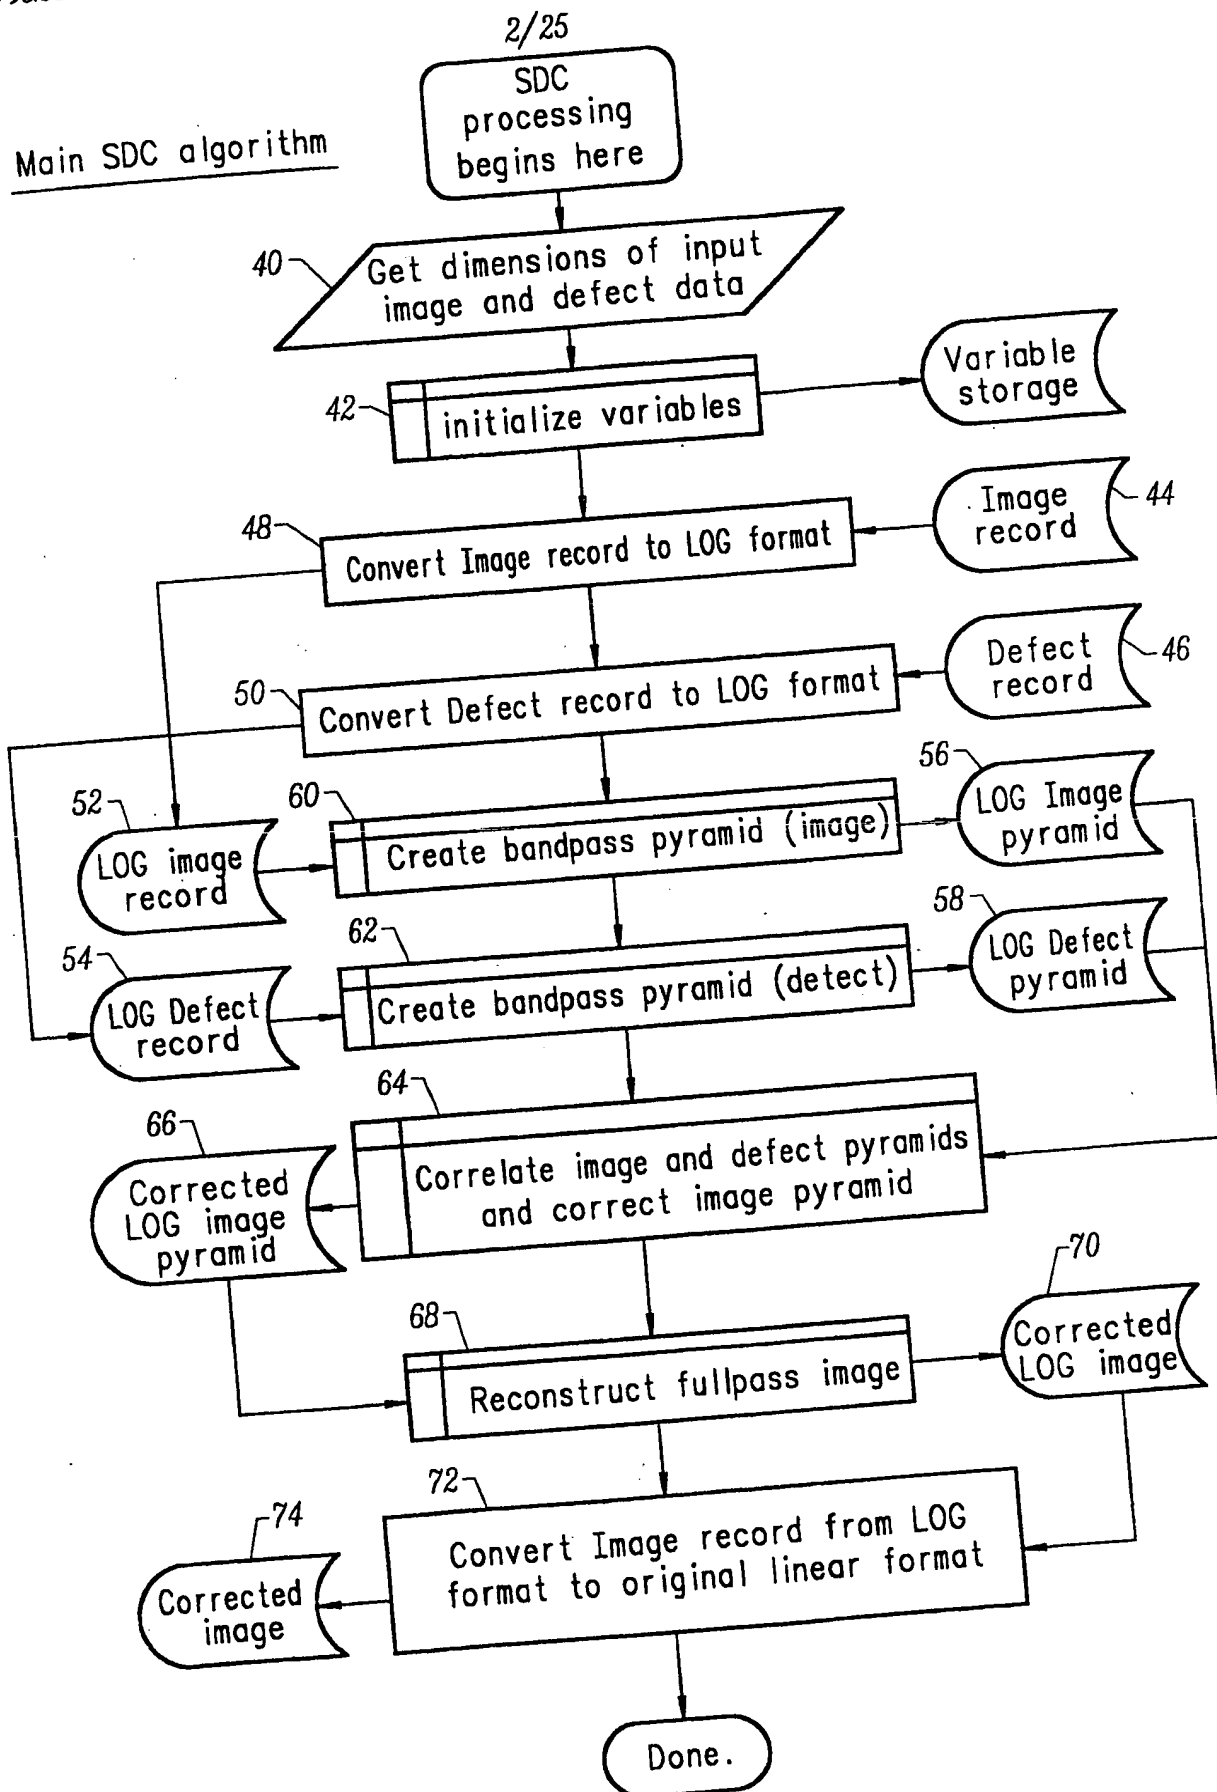 2/25
Main SDC algorithm
SDC
processing
begins here
40
Get dimensions of input
image and defect data
42
initialize variables
Variable
storage
48
Convert Image record to LOG format
Image
record
44
50
Convert Defect record to LOG format
Defect
record
46
52
LOG image
record
60
Create bandpass pyramid (image)
56
LOG Image
pyramid
54
LOG Defect
record
62
Create bandpass pyramid (detect)
58
LOG Defect
pyramid
64
Correlate image and defect pyramids
and correct image pyramid
66
Corrected
LOG image
pyramid
68
Reconstruct fullpass image
70
Corrected
LOG image
72
Convert Image record from LOG
format to original linear format
74
Corrected
image
Done.